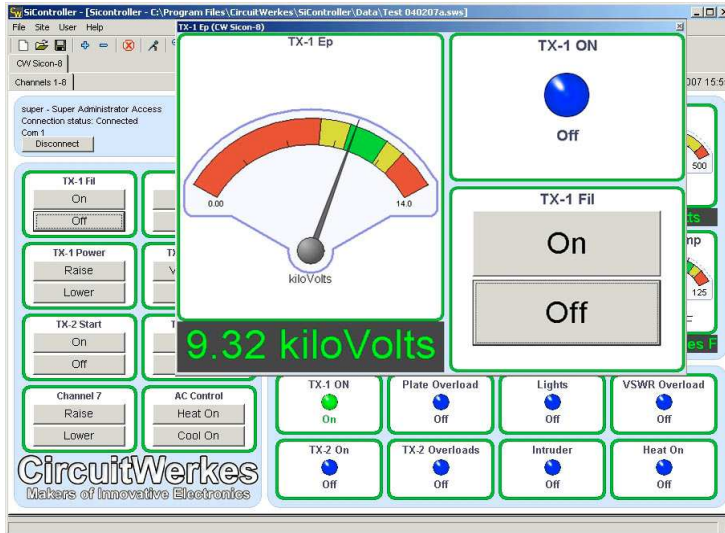 SiController - [Sicontroller - C:\Program Files\CircuitWerkes\SiController\Data\Test 040207a.sws]
File Site User Help
TX-1 Ep (CW Sicon-8)
CW Sicon-8
Channels 1-8
007 15:5
super - Super Administrator Access
Connection status: Connected
Com 1
Disconnect
TX-1 Ep
0.00
14.0
kiloVolts
9.32 kiloVolts
TX-1 ON
Off
TX-1 Fil
On
Off
TX-1 Fil
On
Off
TX-1 Power
Raise
Lower
TX-2 Start
On
Off
Channel 7
Raise
Lower
AC Control
Heat On
Cool On
500
125
TX-1 ON
On
Plate Overload
Off
Lights
Off
VSWR Overload
Off
TX-2 On
Off
TX-2 Overloads
Off
Intruder
Off
Heat On
Off
CircuitWerkes
Makers of Innovative Electronics